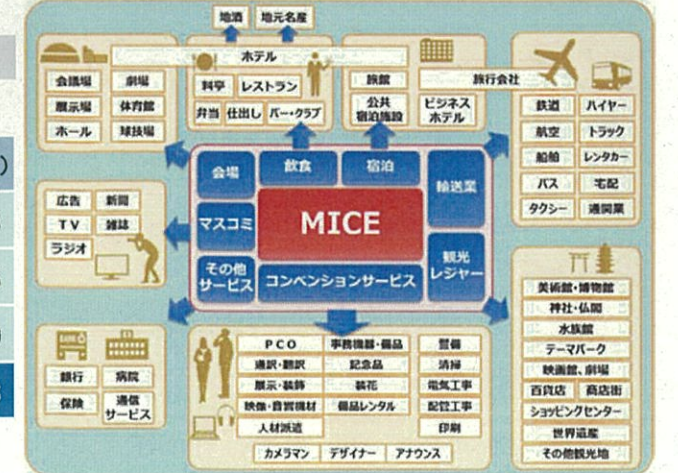 地酒 地元名産
ホテル
会議場 劇場
展示場 体育館
ホール 球技場
料亭 レストラン
弁当 仕出し バー・クラブ
旅館
公共
宿泊施設
ビジネス
ホテル
旅行会社
鉄道 ハイヤー
航空 トラック
船舶 レンタカー
バス 宅配
タクシー 通関業
会場 飲食 宿泊 輸送業
マスコミ MICE
その他
サービス
コンベンションサービス
観光
レジャー
広告 新聞
TV 雑誌
ラジオ
BANK
銀行 病院
保険 通信
サービス
PCO 事務機器・備品 警備
通訳・翻訳 記念品 清掃
展示・装飾 装花 電気工事
映像・音響機材 備品レンタル 配管工事
人材派遣 印刷
カメラマン デザイナー アナウンス
美術館・博物館
神社・仏閣
水族館
テーマパーク
映画館、劇場
百貨店 商店街
ショッピングセンター
世界遺産
その他観光地
)